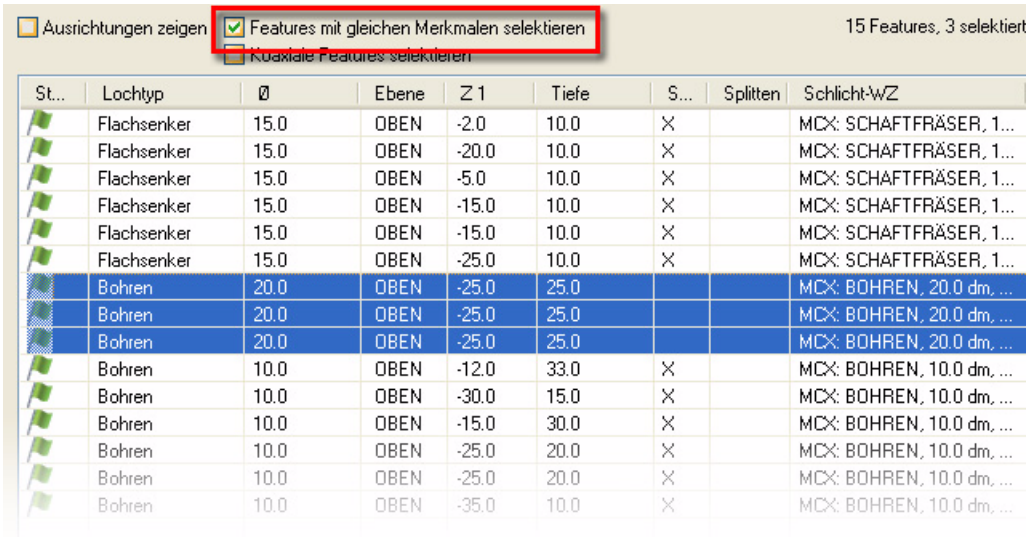 Ausrichtungen zeigen Features mit gleichen Merkmalen selektieren 15 Features, 3 selektiert
Koaxiale Features selektieren
St... Lochtyp Ø Ebene Z 1 Tiefe S... Splitten Schlicht-WZ
Flachsenker 15.0 OBEN -2.0 10.0 X MCX: SCHAFTFRÄSER, 1...
Flachsenker 15.0 OBEN -20.0 10.0 X MCX: SCHAFTFRÄSER, 1...
Flachsenker 15.0 OBEN -5.0 10.0 X MCX: SCHAFTFRÄSER, 1...
Flachsenker 15.0 OBEN -15.0 10.0 X MCX: SCHAFTFRÄSER, 1...
Flachsenker 15.0 OBEN -15.0 10.0 X MCX: SCHAFTFRÄSER, 1...
Flachsenker 15.0 OBEN -25.0 10.0 X MCX: SCHAFTFRÄSER, 1...
Bohren 20.0 OBEN -25.0 25.0 MCX: BOHREN, 20.0 dm, ...
Bohren 20.0 OBEN -25.0 25.0 MCX: BOHREN, 20.0 dm, ...
Bohren 20.0 OBEN -25.0 25.0 MCX: BOHREN, 20.0 dm, ...
Bohren 10.0 OBEN -12.0 33.0 X MCX: BOHREN, 10.0 dm, ...
Bohren 10.0 OBEN -30.0 15.0 X MCX: BOHREN, 10.0 dm, ...
Bohren 10.0 OBEN -15.0 30.0 X MCX: BOHREN, 10.0 dm, ...
Bohren 10.0 OBEN -25.0 20.0 X MCX: BOHREN, 10.0 dm, ...
Bohren 10.0 OBEN -25.0 20.0 X MCX: BOHREN, 10.0 dm, ...
Bohren 10.0 OBEN -35.0 10.0 X MCX: BOHREN, 10.0 dm, ...